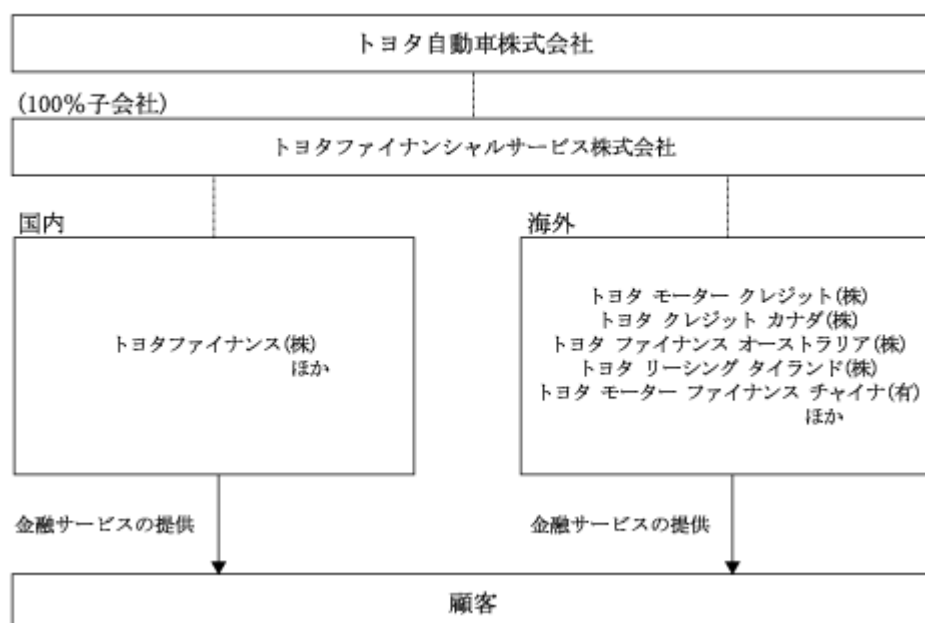 トヨタ自動車株式会社
(100%子会社)
トヨタファイナンシャルサービス株式会社
国内
トヨタファイナンス(株)
ほか
海外
トヨタ モーター クレジット(株)
トヨタ クレジット カナダ(株)
トヨタ ファイナンス オーストラリア(株)
トヨタ リーシング タイランド(株)
トヨタ モーター ファイナンス チャイナ(有)
ほか
金融サービスの提供
金融サービスの提供
顧客